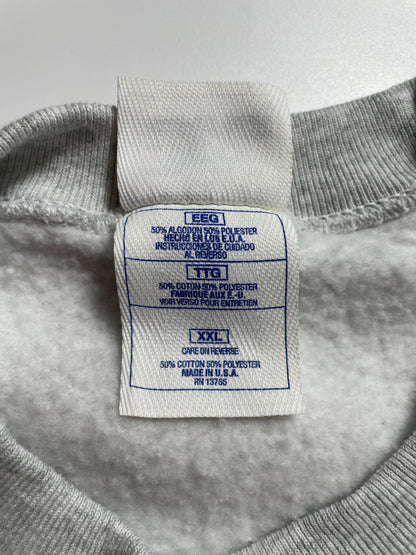 EEG
50% ALGODON 50% POLIESTER
HECHO EN LOS E.U.A.
INSTRUCCIONES DE CUIDADO
AL REVERSO
TTG
50% COTON 50% POLYESTER
FABRIQUE AUX É.-U.
VOIR VERSO POUR ENTRETIEN
XXL
CARE ON REVERSE
50% COTTON 50% POLYESTER
MADE IN U.S.A.
RN 13765